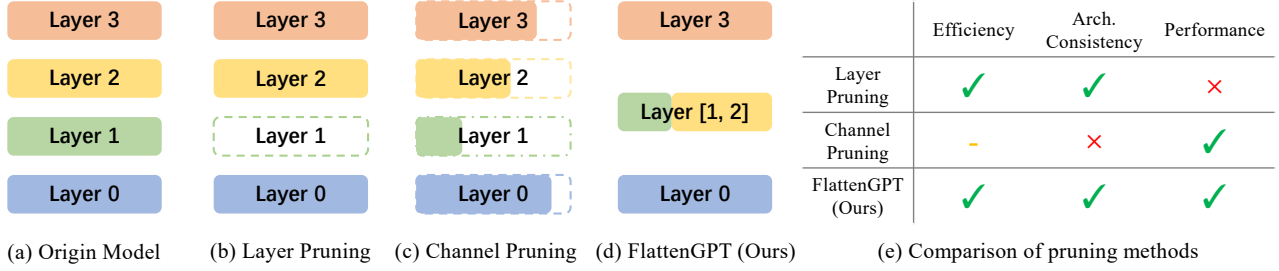 Layer 3
Layer 2
Layer 1
Layer 0
(a) Origin Model
Layer 3
Layer 2
Layer 1
Layer 0
(b) Layer Pruning
Layer 3
Layer 2
Layer 1
Layer 0
(c) Channel Pruning
Layer 3
Layer [1, 2]
Layer 0
(d) FlattenGPT (Ours)
Efficiency
Arch.
Consistency
Performance
Layer
Pruning
✓ ✓ ×
Channel
Pruning
- × ✓
FlattenGPT
(Ours)
✓ ✓ ✓
(e) Comparison of pruning methods